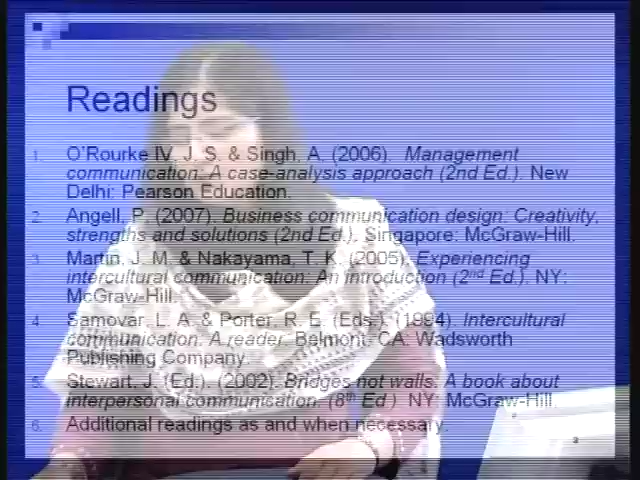 Readings
1. O'Rourke IV, J. S. & Singh, A. (2006). Management
communication: A case-analysis approach (2nd Ed.). New
Delhi: Pearson Education.
2. Angell, P. (2007). Business communication design: Creativity,
strengths and solutions (2nd Ed.). Singapore: McGraw-Hill.
3. Martin, J. M. & Nakayama, T. K. (2005). Experiencing
intercultural communication: An introduction (2nd Ed.). NY:
McGraw-Hill.
4. Samovar, L. A. & Porter, R. E. (Eds.). (1994). Intercultural
communication: A reader. Belmont, CA: Wadsworth
Publishing Company.
5. Stewart, J. (Ed.). (2002). Bridges not walls: A book about
interpersonal communication. (8th Ed.) NY: McGraw-Hill.
6. Additional readings as and when necessary.